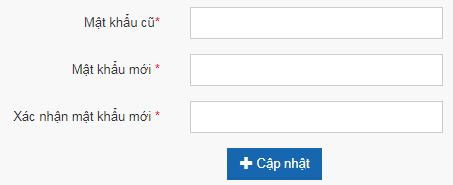 Mật khẩu cũ*
Mật khẩu mới *
Xác nhận mật khẩu mới *
Cập nhật